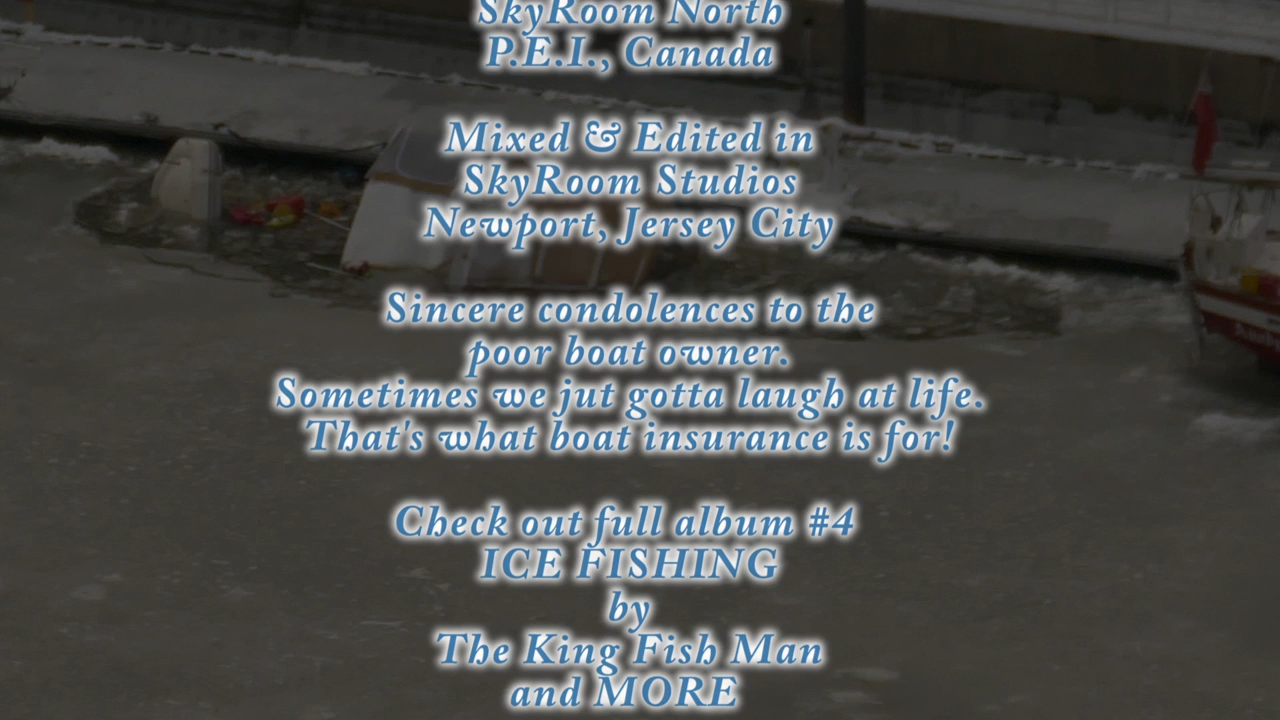 SkyRoom North
P.E.I., Canada
Mixed & Edited in
SkyRoom Studios
Newport, Jersey City
Sincere condolences to the
poor boat owner.
Sometimes we jut gotta laugh at life.
That's what boat insurance is for!
Check out full album #4
ICE FISHING
by
The King Fish Man
and MORE